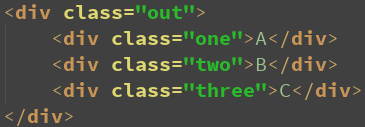 <div class="out">
    <div class="one">A</div>
    <div class="two">B</div>
    <div class="three">C</div>
</div>